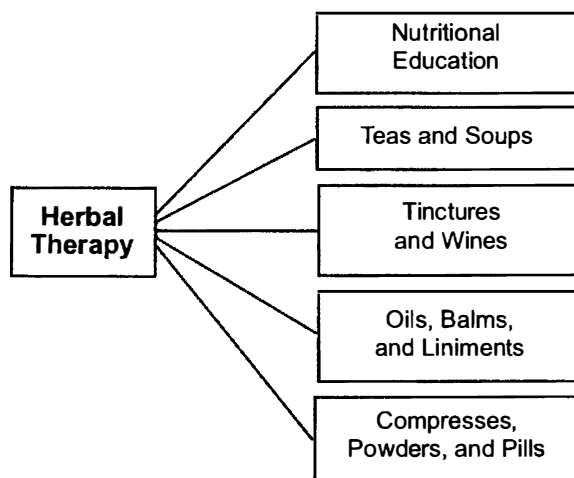 Nutritional
Education
Teas and Soups
Herbal
Therapy
Tinctures
and Wines
Oils, Balms,
and Liniments
Compresses,
Powders, and Pills